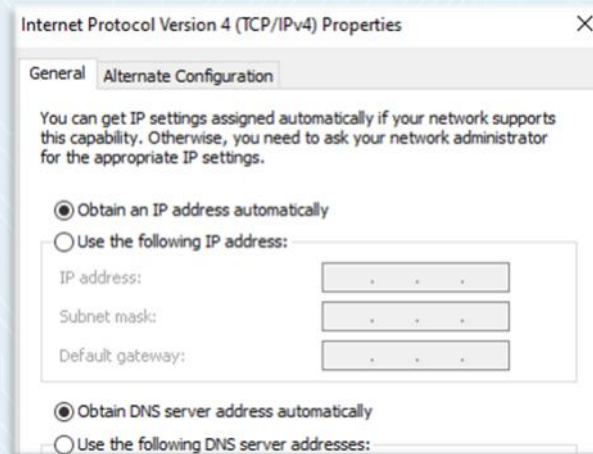 Internet Protocol Version 4 (TCP/IPv4) Properties
General
Alternate Configuration
You can get IP settings assigned automatically if your network supports
this capability. Otherwise, you need to ask your network administrator
for the appropriate IP settings.
Obtain an IP address automatically
Use the following IP address:
IP address:
Subnet mask:
Default gateway:
Obtain DNS server address automatically
Use the following DNS server addresses: